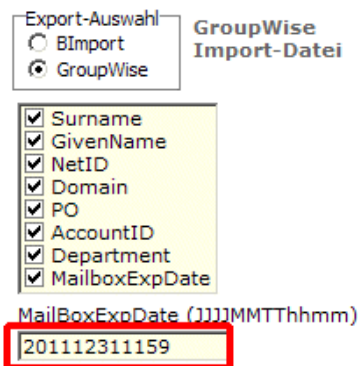 Export-Auswahl
BImport
GroupWise
GroupWise
Import-Datei
Surname
GivenName
NetID
Domain
PO
AccountID
Department
MailboxExpDate
MailBoxExpDate (JJJJMMTThhmm)
201112311159